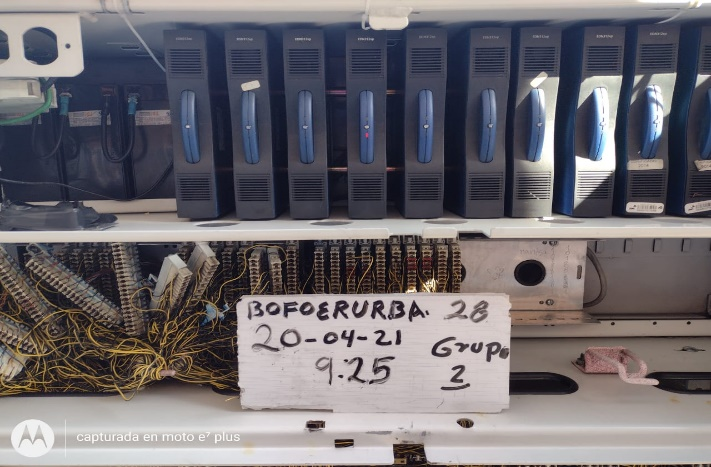 BOFOERURBA. 28
20-04-21
Grupo
9:25
2
capturada en moto e⁷ plus